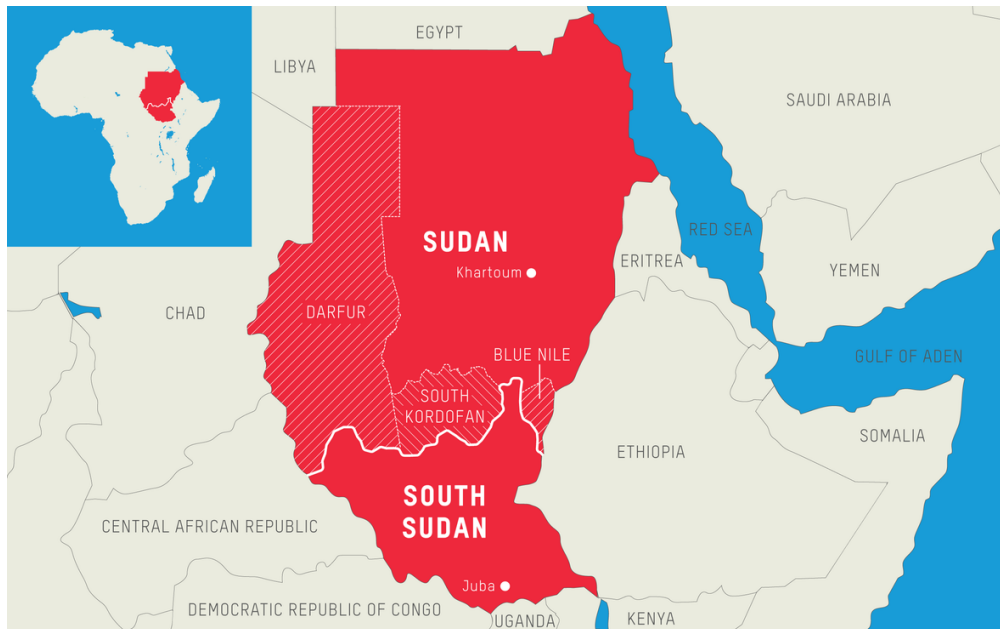 EGYPT
LIBYA
SAUDI ARABIA
RED SEA
SUDAN
Khartoum
ERITREA
YEMEN
CHAD
DARFUR
BLUE NILE
GULF OF ADEN
SOUTH
KORDOFAN
SOMALIA
ETHIOPIA
SOUTH
SUDAN
CENTRAL AFRICAN REPUBLIC
Juba
DEMOCRATIC REPUBLIC OF CONGO
UGANDA
KENYA